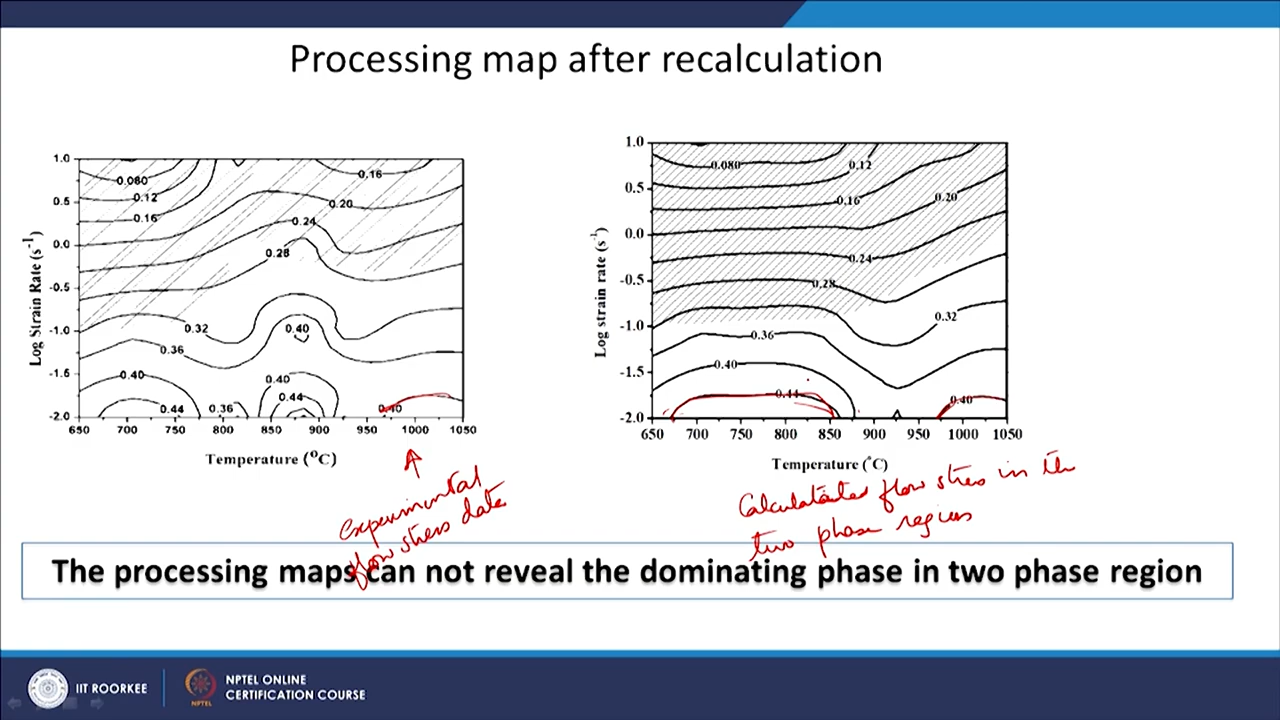 Processing map after recalculation
1.0
0.5
0.0
-0.5
-1.0
-1.6
-2.0
Log Strain Rate (s⁻¹)
0.080
0.12
0.16
0.16
0.20
0.24
0.28
0.32
0.40
0.36
0.40
0.40
0.44
0.44
0.36
0.40
650 700 750 800 850 900 950 1000 1050
Temperature (⁰C)
1.0
0.5
0.0
-0.5
-1.0
-1.5
-2.0
Log strain rate (s⁻¹)
0.080
0.12
0.16
0.20
0.24
0.28
0.32
0.36
0.40
0.44
0.40
650 700 750 800 850 900 950 1000 1050
Temperature (°C)
experimental
flow stress date
Calculatated flow stress in the
two phase region
The processing maps can not reveal the dominating phase in two phase region
IIT ROORKEE
NPTEL
NPTEL ONLINE
CERTIFICATION COURSE